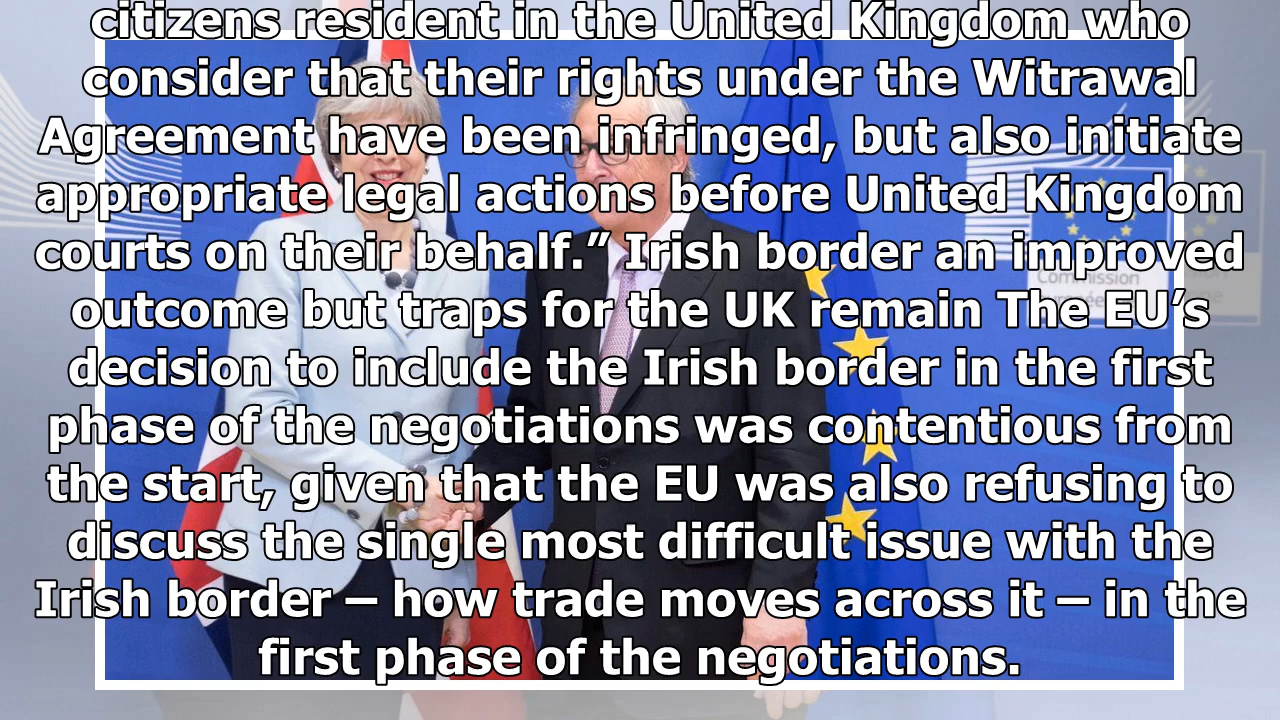 citizens resident in the United Kingdom who
consider that their rights under the Witrawal
Agreement have been infringed, but also initiate
appropriate legal actions before United Kingdom
courts on their behalf.” Irish border an improved
outcome but traps for the UK remain The EU’s
decision to include the Irish border in the first
phase of the negotiations was contentious from
the start, given that the EU was also refusing to
discuss the single most difficult issue with the
Irish border – how trade moves across it – in the
first phase of the negotiations.
Commission